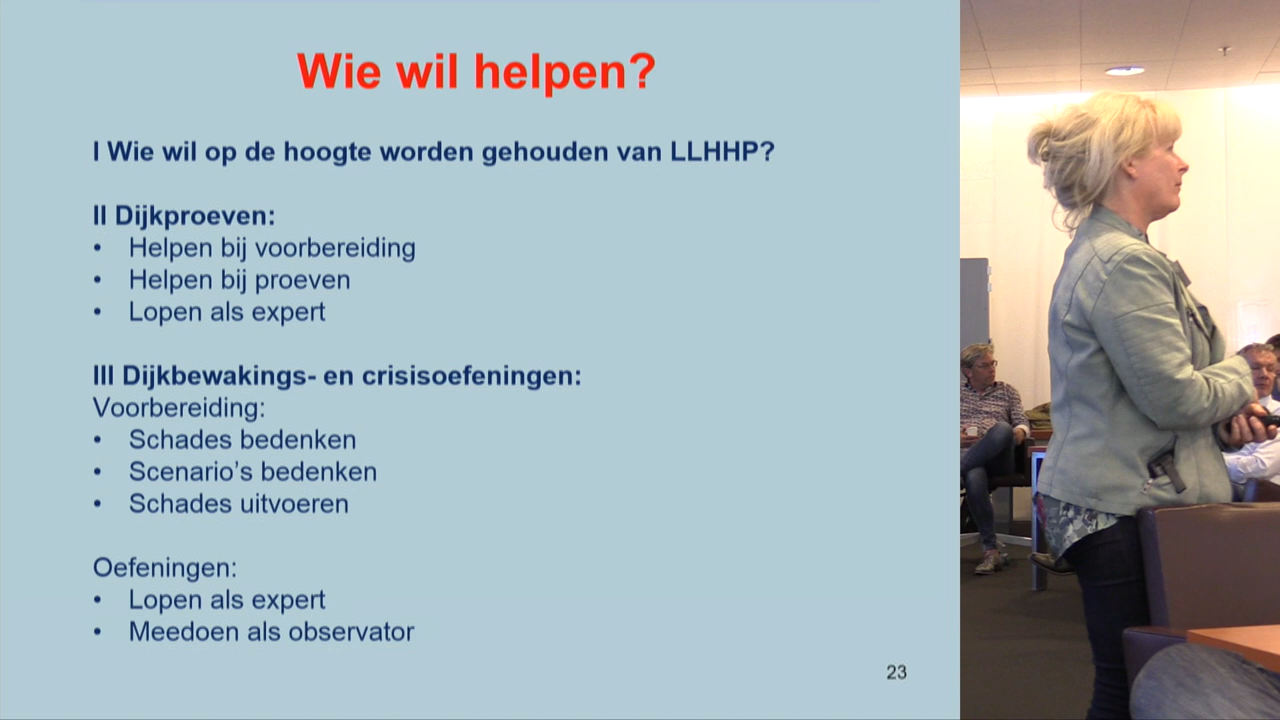 Wie wil helpen?
I Wie wil op de hoogte worden gehouden van LLHHP?
II Dijkproeven:
• Helpen bij voorbereiding
• Helpen bij proeven
• Lopen als expert
III Dijkbewakings- en crisisoefeningen:
Voorbereiding:
• Schades bedenken
• Scenario's bedenken
• Schades uitvoeren
Oefeningen:
• Lopen als expert
• Meedoen als observator
23